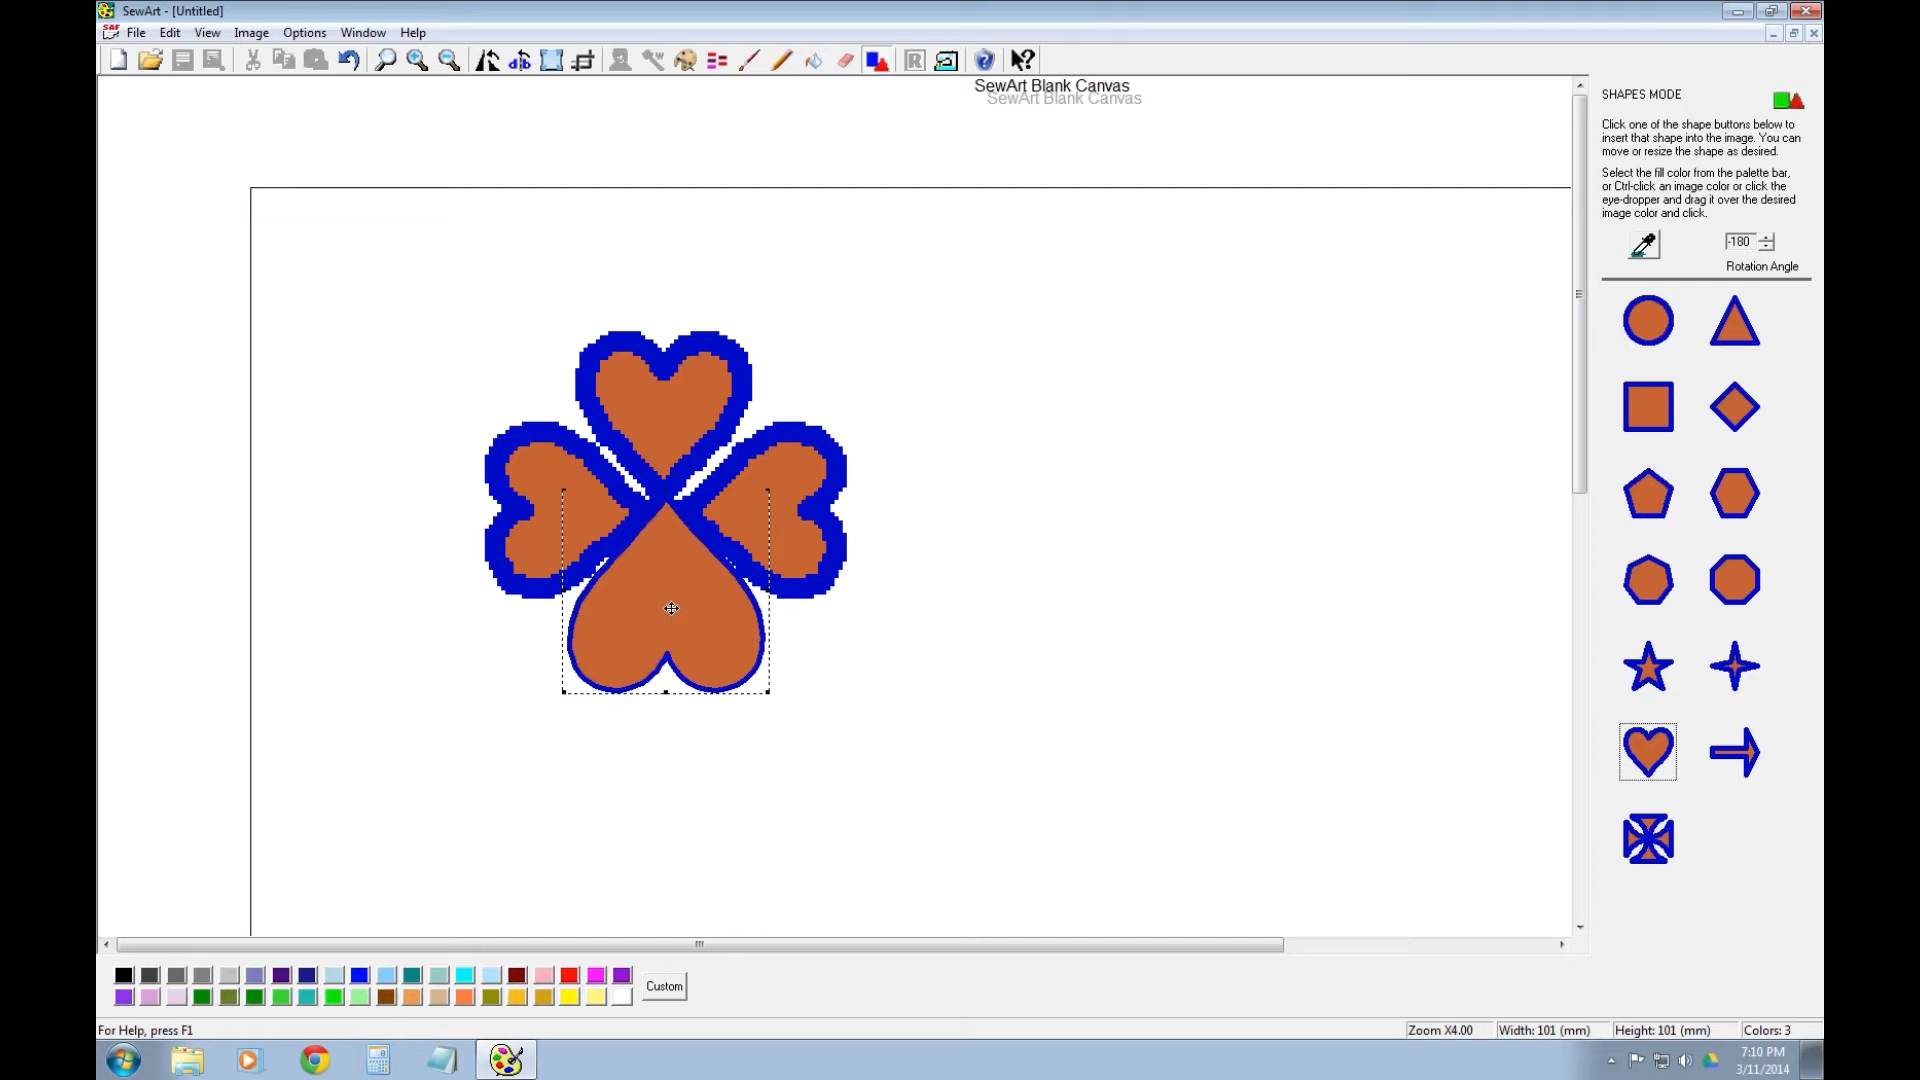 SewArt - [Untitled]
File Edit View Image Options Window Help
SewArt Blank Canvas
SewArt Blank Canvas
SHAPES MODE
Click one of the shape buttons below to
insert that shape into the image. You can
move or resize the shape as desired.
Select the fill color from the palette bar,
or Ctrl-click an image color or click the
eye-dropper and drag it over the desired
image color and click.
-180
Rotation Angle
Custom
For Help, press F1
Zoom X4.00 Width: 101 (mm) Height: 101 (mm) Colors: 3
7:10 PM
3/11/2014